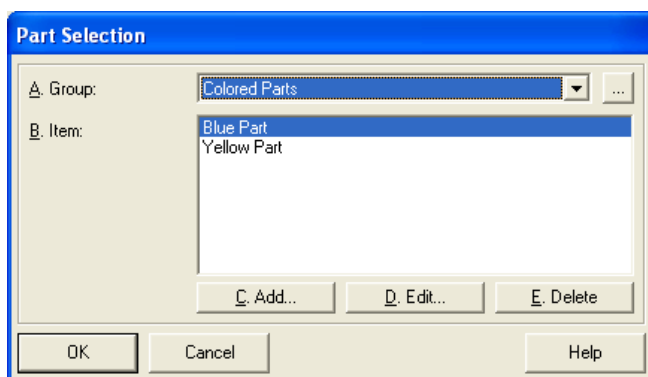 Part Selection
A. Group:
Colored Parts
...
B. Item:
Blue Part
Yellow Part
C. Add...
D. Edit...
E. Delete
OK
Cancel
Help